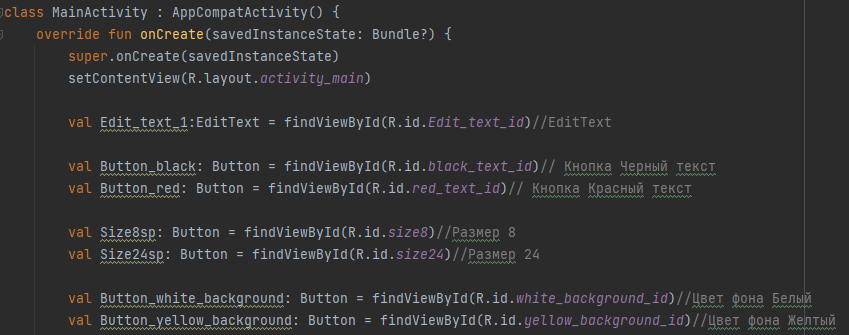 class MainActivity : AppCompatActivity() {
override fun onCreate(savedInstanceState: Bundle?) {
super.onCreate(savedInstanceState)
setContentView(R.layout.activity_main)
val Edit_text_1:EditText = findViewById(R.id.Edit_text_id)//EditText
val Button_black: Button = findViewById(R.id.black_text_id)// Кнопка Черный текст
val Button_red: Button = findViewById(R.id.red_text_id)// Кнопка Красный текст
val Size8sp: Button = findViewById(R.id.size8)//Размер 8
val Size24sp: Button = findViewById(R.id.size24)//Размер 24
val Button_white_background: Button = findViewById(R.id.white_background_id)//Цвет фона Белый
val Button_yellow_background: Button = findViewById(R.id.yellow_background_id)//Цвет фона Желтый